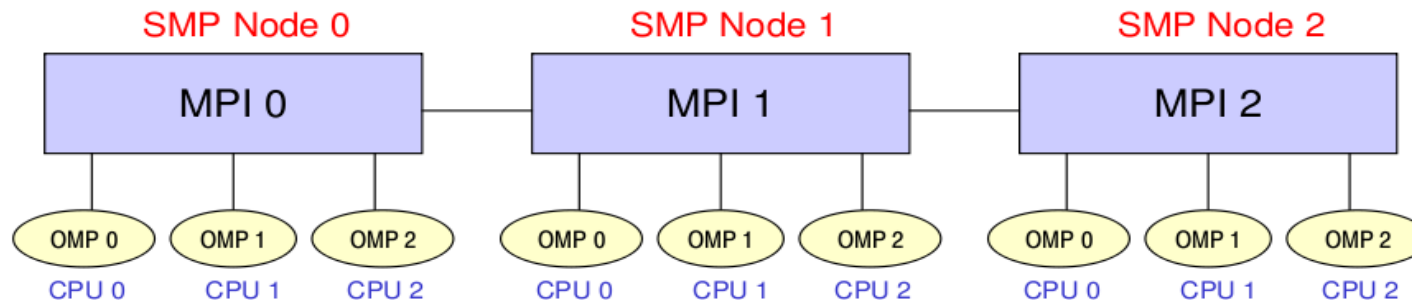 SMP Node 0 SMP Node 1 SMP Node 2
MPI 0 MPI 1 MPI 2
OMP 0 OMP 1 OMP 2 OMP 0 OMP 1 OMP 2 OMP 0 OMP 1 OMP 2
CPU 0 CPU 1 CPU 2 CPU 0 CPU 1 CPU 2 CPU 0 CPU 1 CPU 2